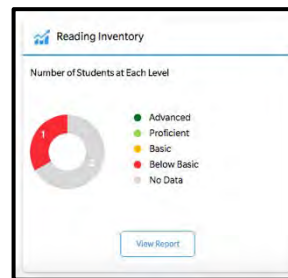 Reading Inventory
Number of Students at Each Level
1
2
Advanced
Proficient
Basic
Below Basic
No Data
View Report